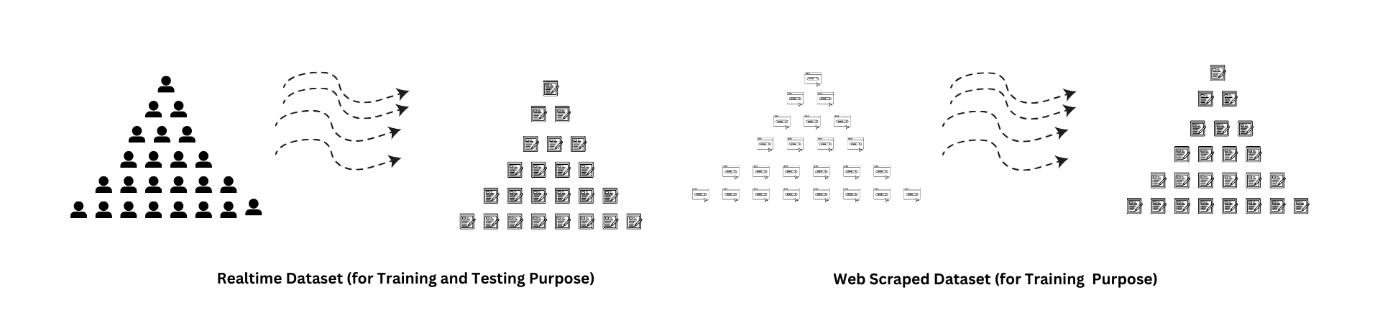 Realtime Dataset (for Training and Testing Purpose)
Web Scraped Dataset (for Training  Purpose)